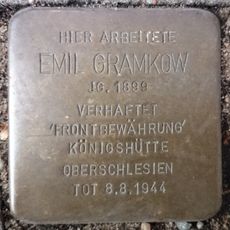 HIER ARBEITETE
EMIL GRAMKOW
JG. 1899
VERHAFTET
'FRONTBEWÄHRUNG'
KÖNIGSHÜTTE
OBERSCHLESIEN
TOT 8.8.1944